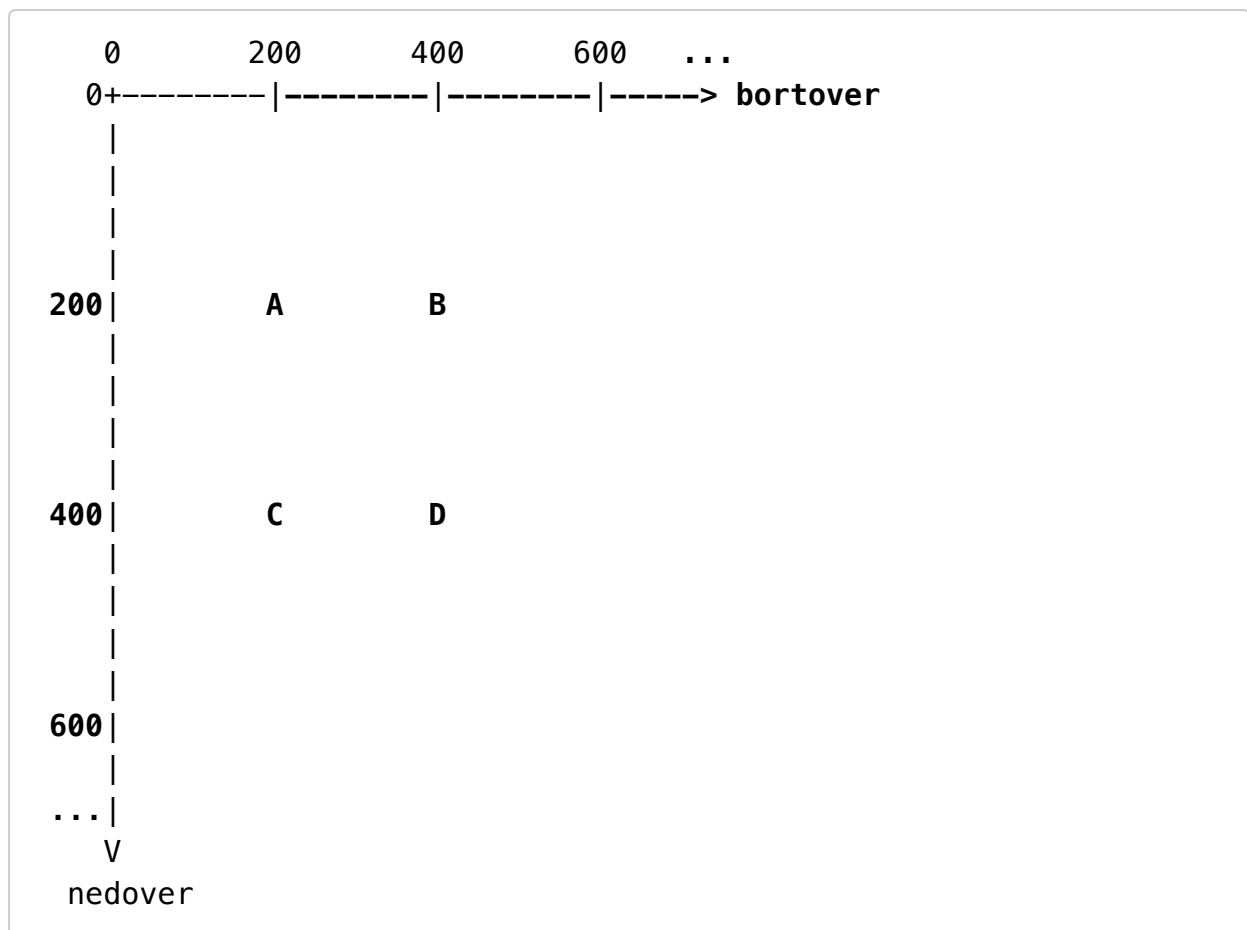 0 200 400 600 ...
0+--------|--------|--------|-----> bortover
|
|
|
|
200| A B
|
|
|
|
400| C D
|
|
|
|
600|
|
...|
V
nedover